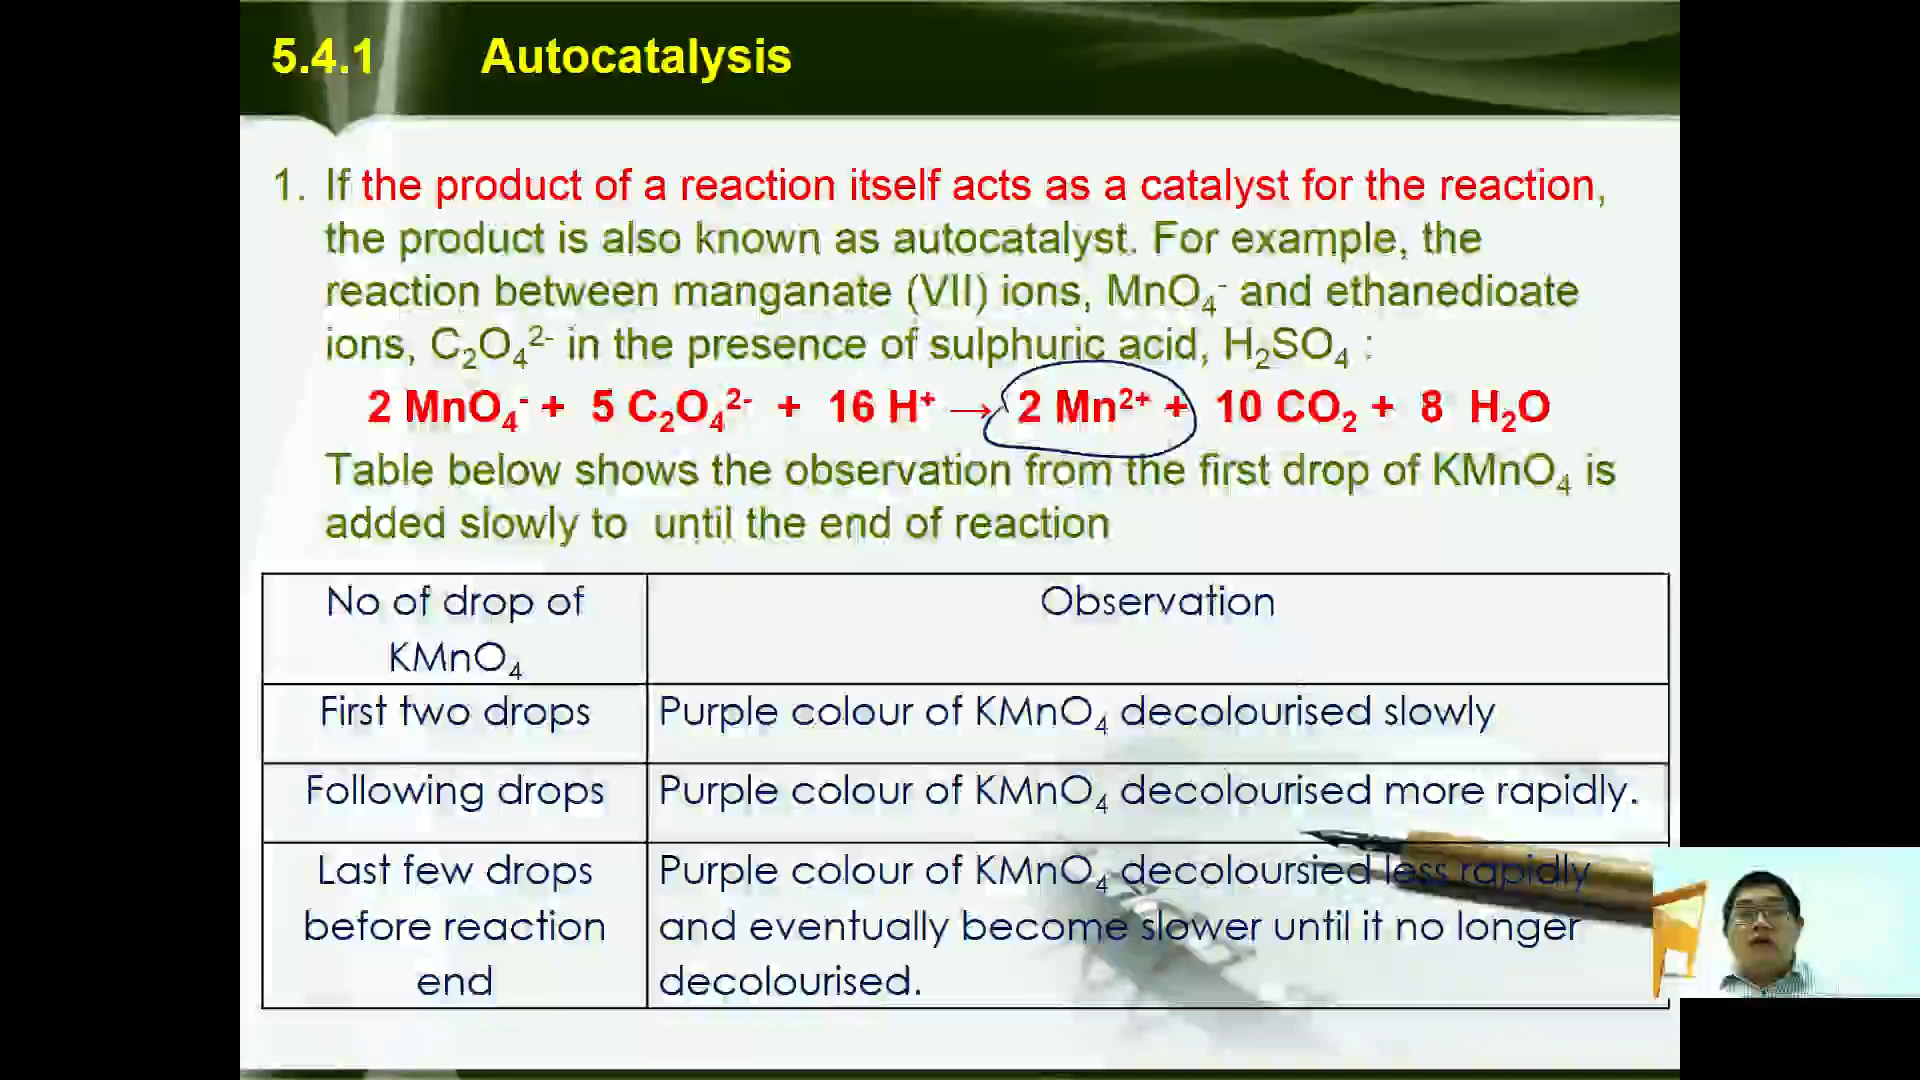 5.4.1 Autocatalysis
1. If the product of a reaction itself acts as a catalyst for the reaction,
the product is also known as autocatalyst. For example, the
reaction between manganate (VII) ions, MnO₄⁻ and ethanedioate
ions, C₂O₄²⁻ in the presence of sulphuric acid, H₂SO₄ :
2 MnO₄⁻ + 5 C₂O₄²⁻ + 16 H⁺ → 2 Mn²⁺ + 10 CO₂ + 8 H₂O
Table below shows the observation from the first drop of KMnO₄ is
added slowly to until the end of reaction
No of drop of
KMnO₄
Observation
First two drops
Purple colour of KMnO₄ decolourised slowly
Following drops
Purple colour of KMnO₄ decolourised more rapidly.
Last few drops
before reaction
end
Purple colour of KMnO₄ decoloursied less rapidly
and eventually become slower until it no longer
decolourised.